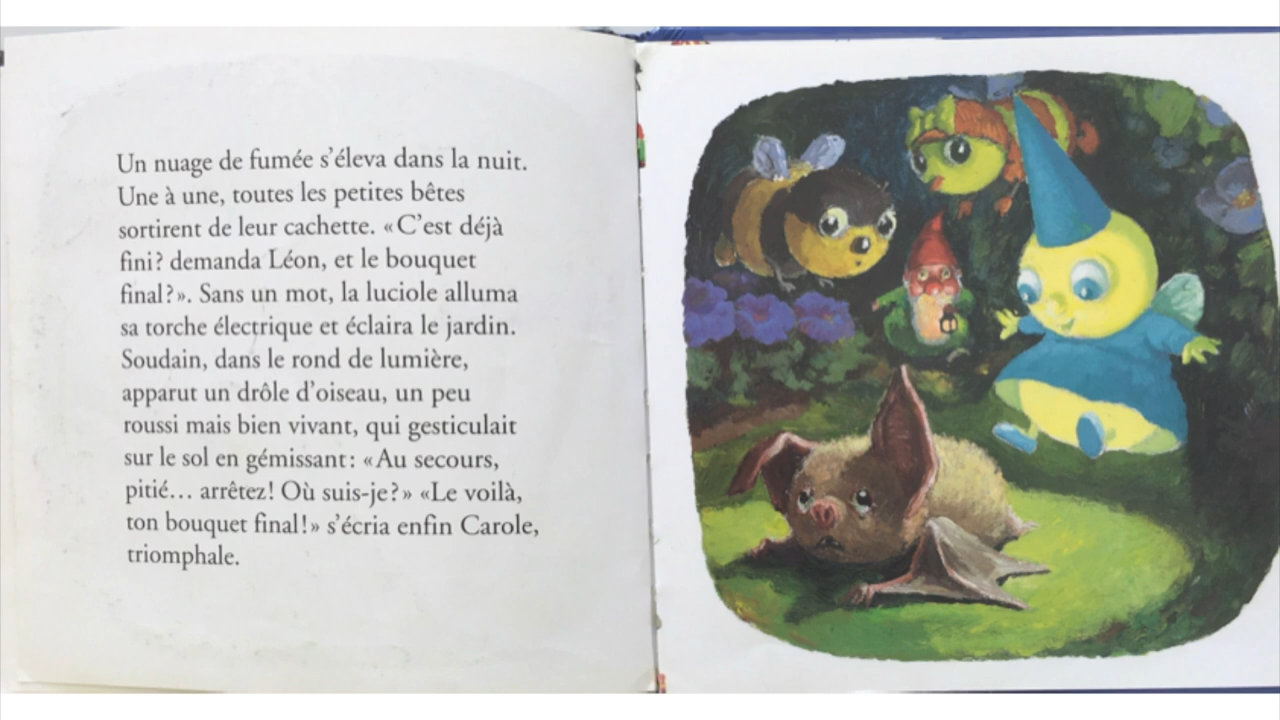 Un nuage de fumée s'éleva dans la nuit.
Une à une, toutes les petites bêtes
sortirent de leur cachette. «C'est déjà
fini? demanda Léon, et le bouquet
final?». Sans un mot, la luciole alluma
sa torche électrique et éclaira le jardin.
Soudain, dans le rond de lumière,
apparut un drôle d'oiseau, un peu
roussi mais bien vivant, qui gesticulait
sur le sol en gémissant: «Au secours,
pitié... arrêtez! Où suis-je?» «Le voilà,
ton bouquet final!» s'écria enfin Carole,
triomphale.